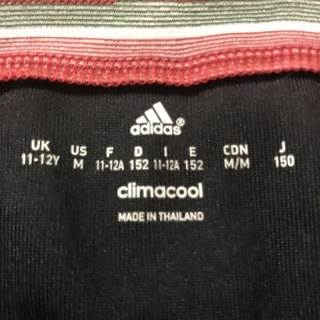 adidas
UK US F D I E CDN J
11-12Y M 11-12A 152 11-12A 152 M/M 150
climacool
MADE IN THAILAND